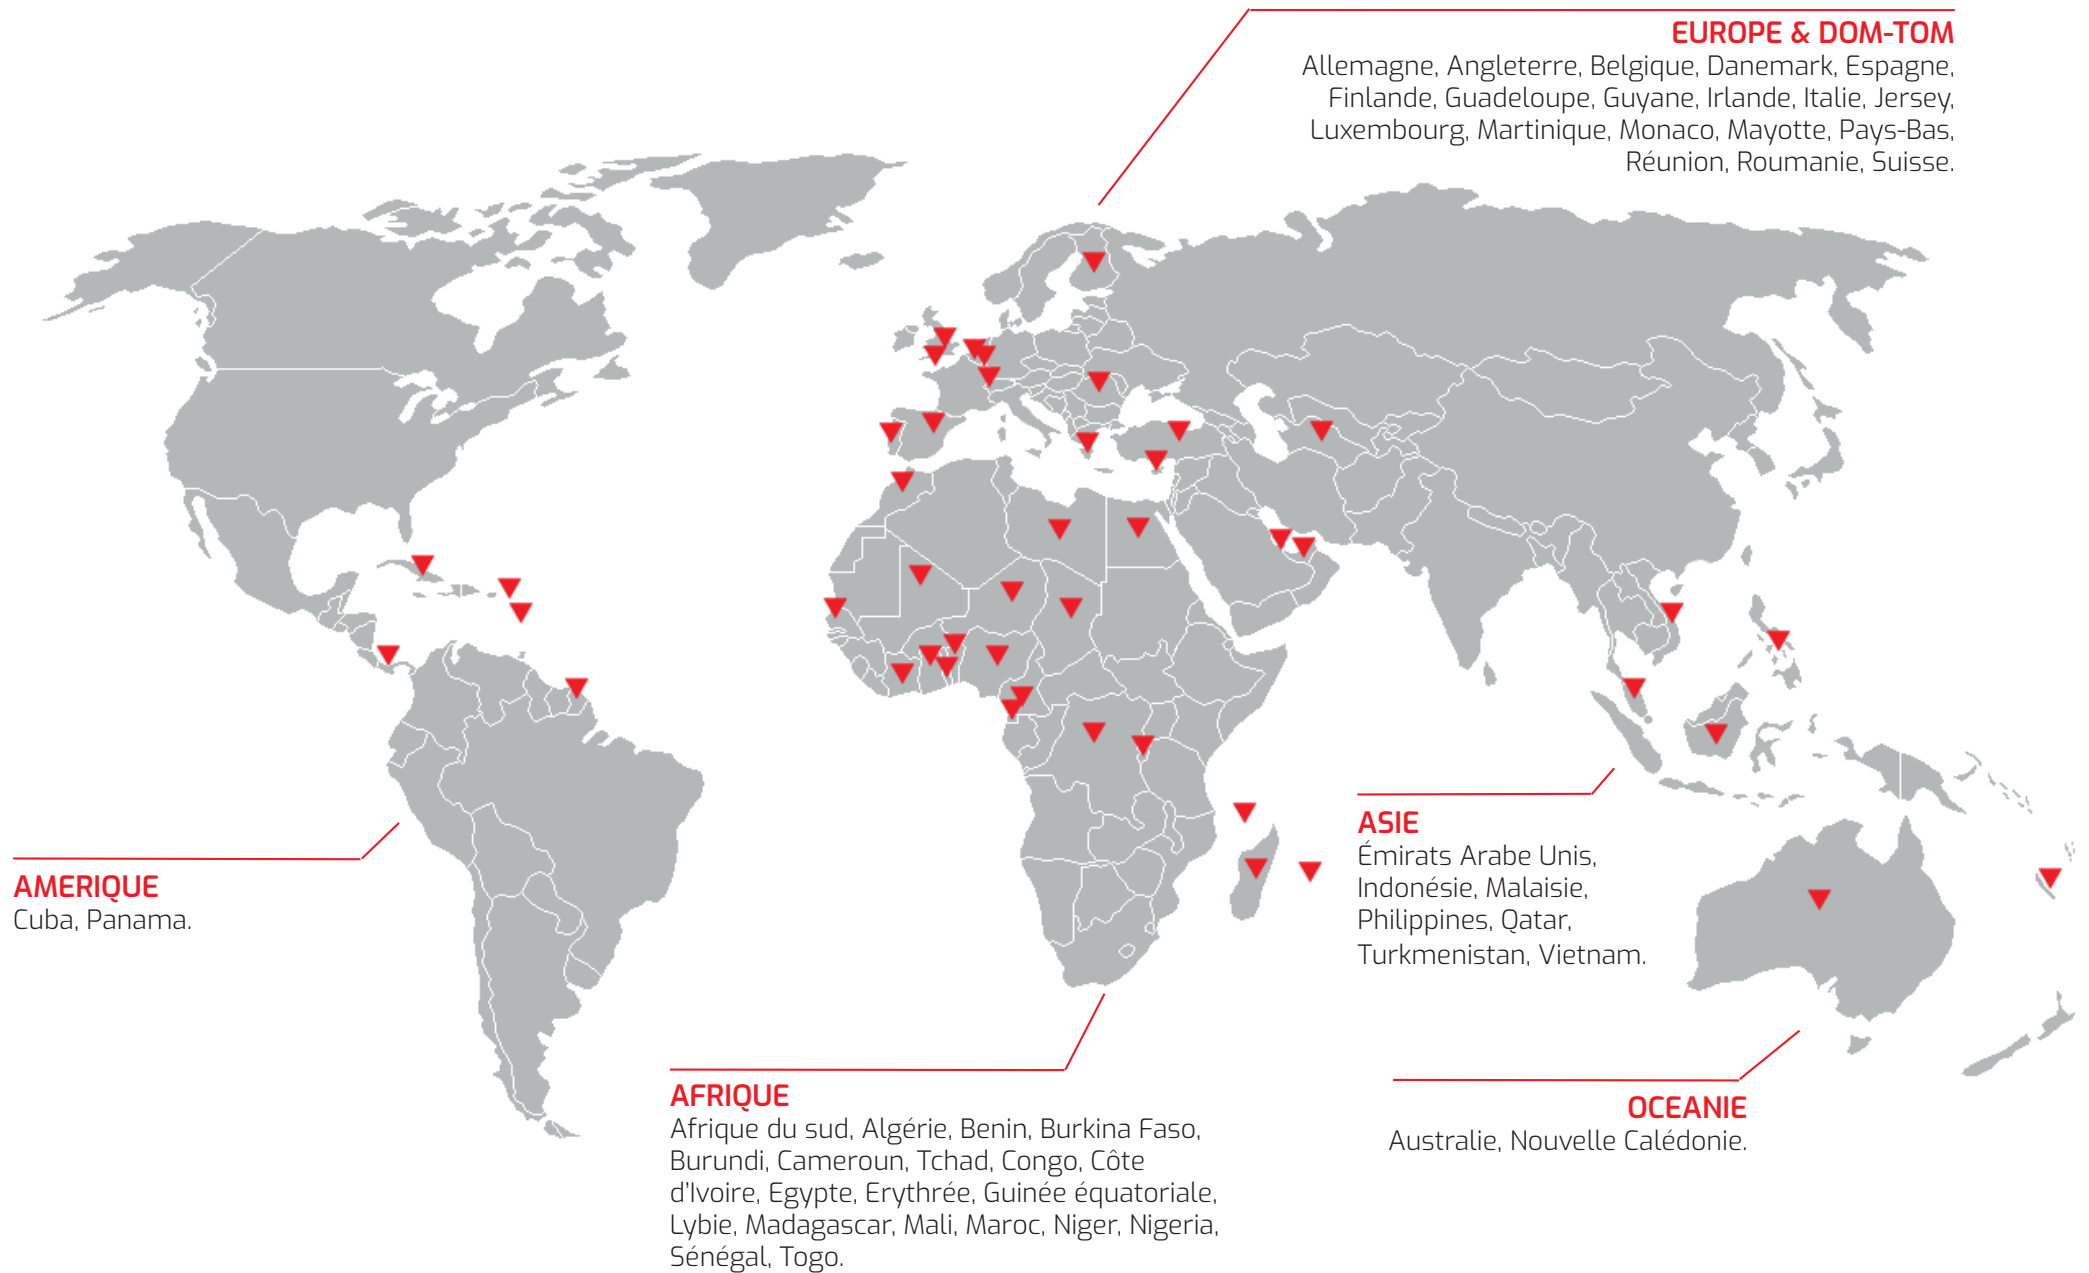 EUROPE & DOM-TOM
Allemagne, Angleterre, Belgique, Danemark, Espagne,
Finlande, Guadeloupe, Guyane, Irlande, Italie, Jersey,
Luxembourg, Martinique, Monaco, Mayotte, Pays-Bas,
Réunion, Roumanie, Suisse.
AMERIQUE
Cuba, Panama.
ASIE
Émirats Arabe Unis,
Indonésie, Malaisie,
Philippines, Qatar,
Turkmenistan, Vietnam.
AFRIQUE
Afrique du sud, Algérie, Benin, Burkina Faso,
Burundi, Cameroun, Tchad, Congo, Côte
d'Ivoire, Egypte, Erythrée, Guinée équatoriale,
Lybie, Madagascar, Mali, Maroc, Niger, Nigeria,
Sénégal, Togo.
OCEANIE
Australie, Nouvelle Calédonie.